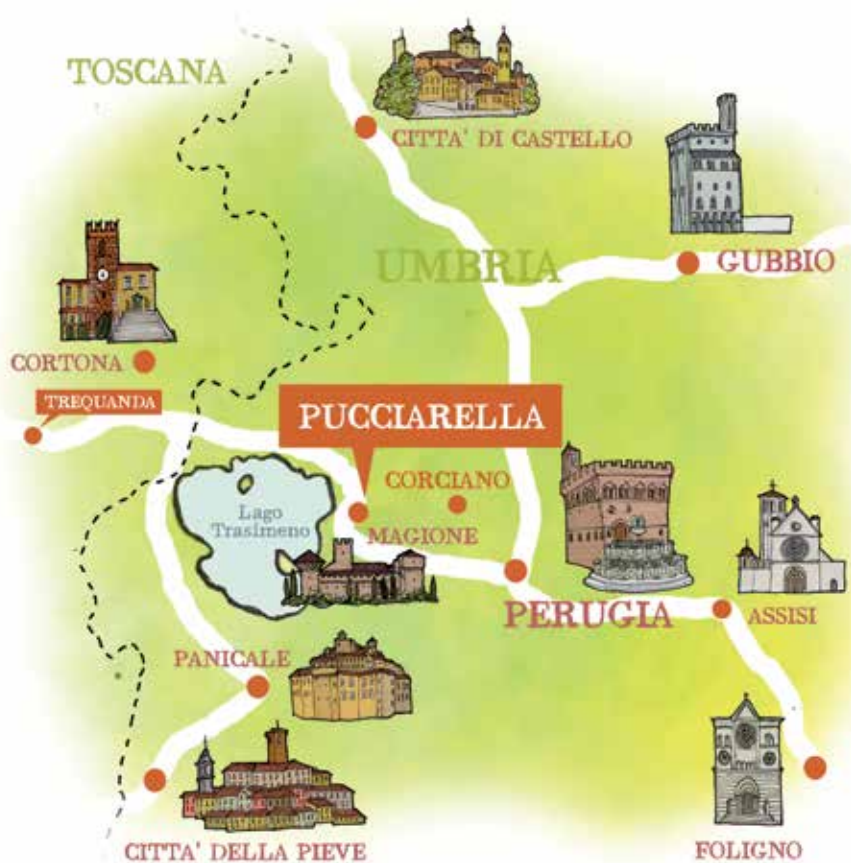 TOSCANA
CITTA' DI CASTELLO
UMBRIA
GUBBIO
CORTONA
TREQUANDA
PUCCIARELLA
CORCIANO
Lago
Trasimeno
MAGIONE
PERUGIA
ASSISI
PANICALE
CITTA' DELLA PIEVE
FOLIGNO